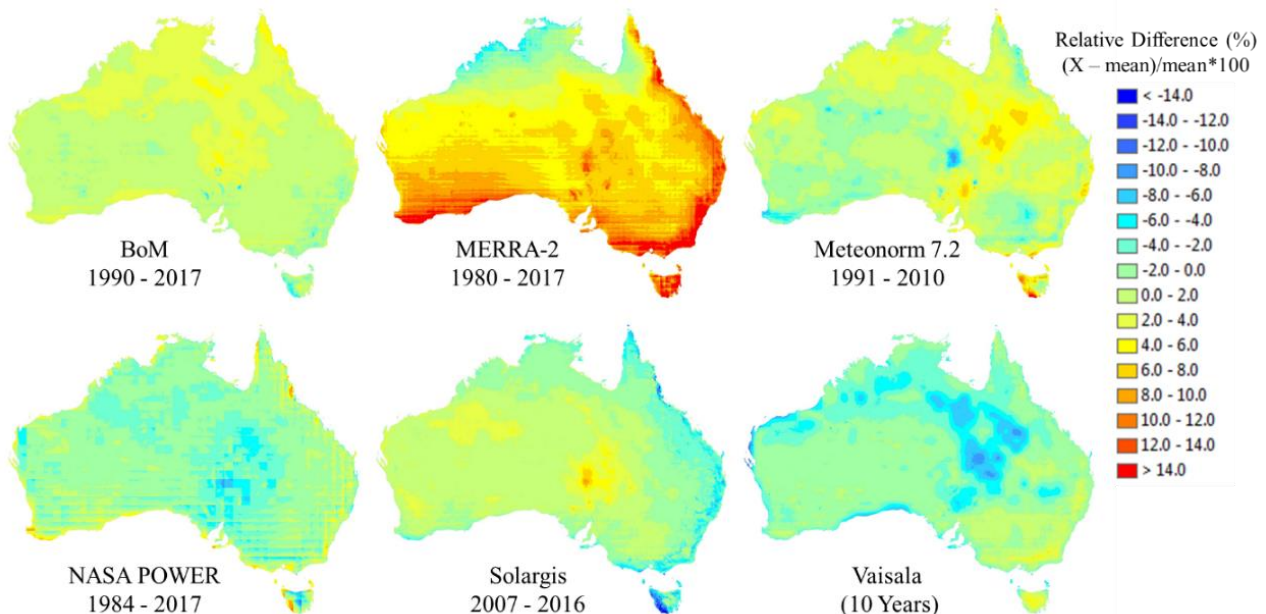 BoM
1990 - 2017
MERRA-2
1980 - 2017
Meteonorm 7.2
1991 - 2010
NASA POWER
1984 - 2017
Solargis
2007 - 2016
Vaisala
(10 Years)
Relative Difference (%)
(X – mean)/mean*100
< -14.0
-14.0 - -12.0
-12.0 - -10.0
-10.0 - -8.0
-8.0 - -6.0
-6.0 - -4.0
-4.0 - -2.0
-2.0 - 0.0
0.0 - 2.0
2.0 - 4.0
4.0 - 6.0
6.0 - 8.0
8.0 - 10.0
10.0 - 12.0
12.0 - 14.0
> 14.0